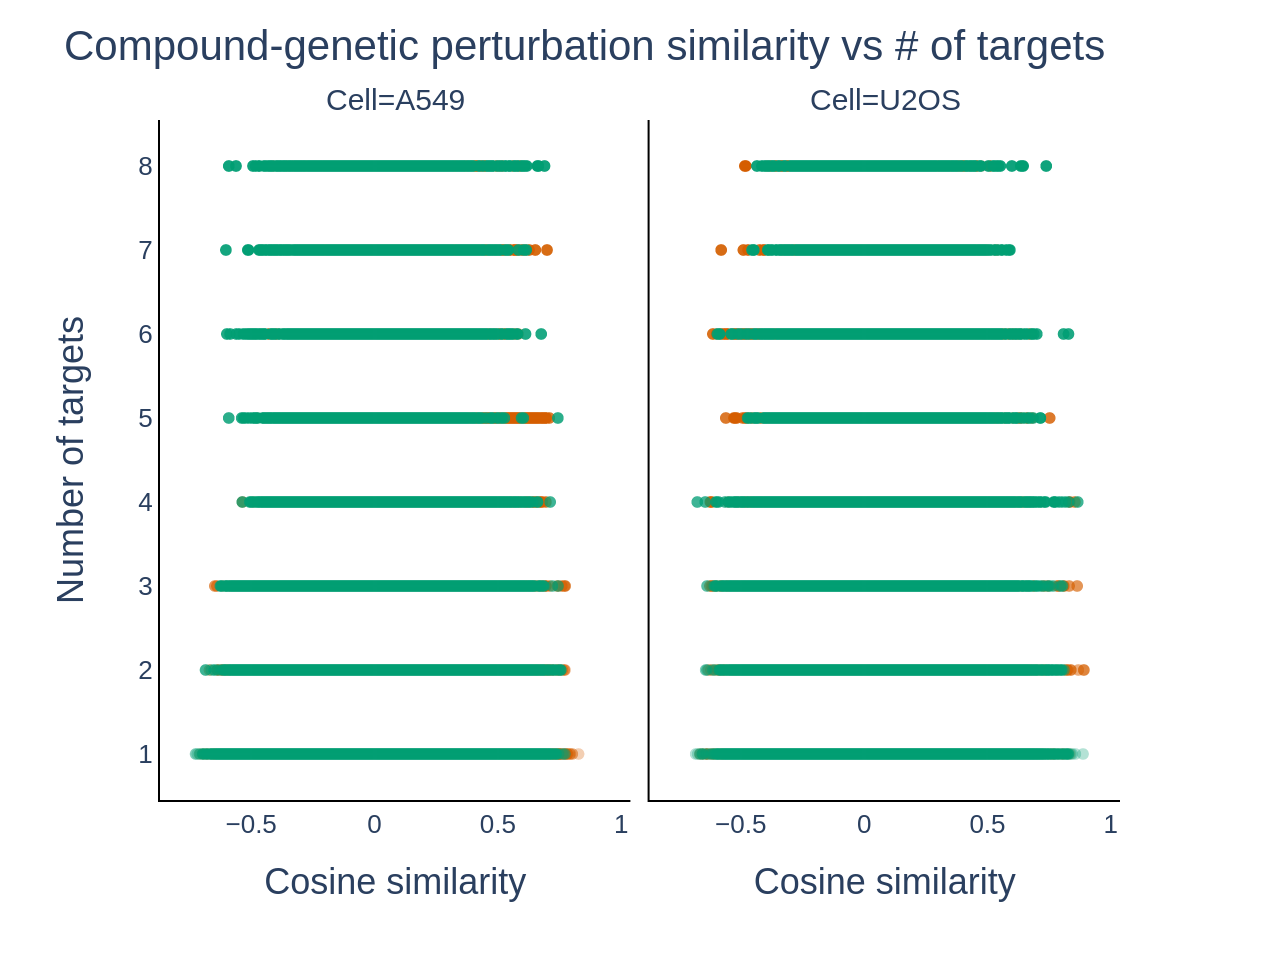 Compound-genetic perturbation similarity vs # of targets
Cell=A549
Cell=U2OS
Number of targets
8
7
6
5
4
3
2
1
−0.5 0 0.5 1
−0.5 0 0.5 1
Cosine similarity
Cosine similarity